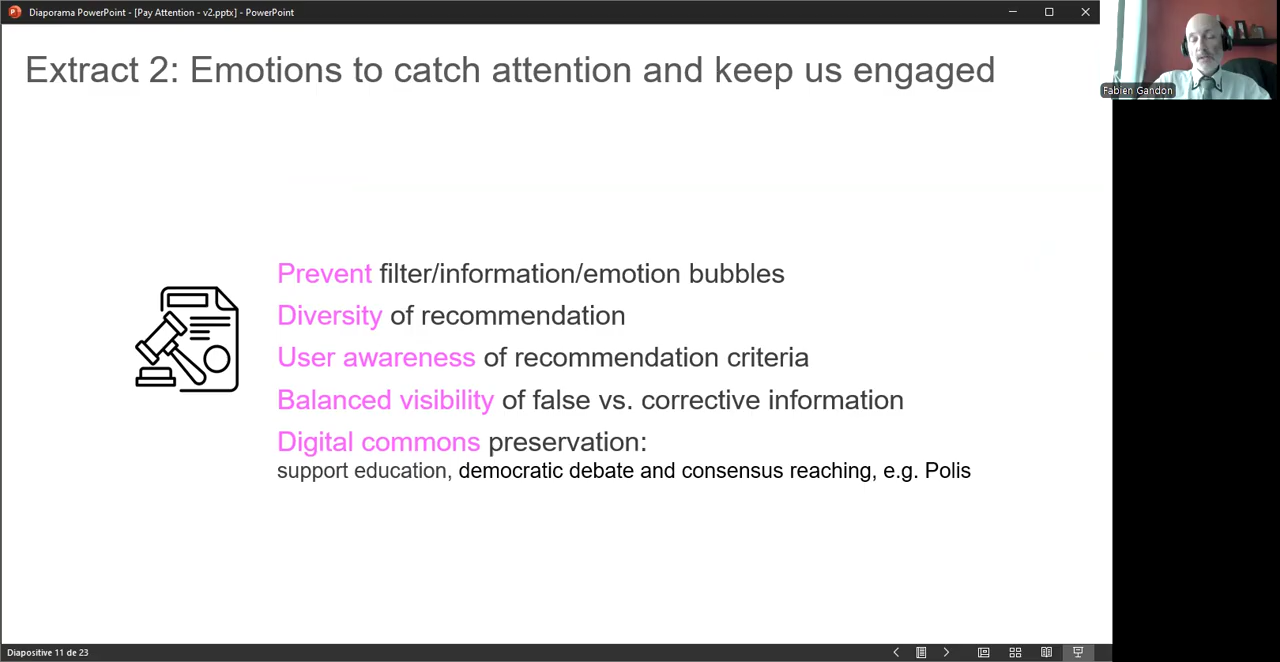 Diaporama PowerPoint - [Pay Attention - v2.pptx] - PowerPoint
Fabien Gandon
Extract 2: Emotions to catch attention and keep us engaged
Prevent filter/information/emotion bubbles
Diversity of recommendation
User awareness of recommendation criteria
Balanced visibility of false vs. corrective information
Digital commons preservation:
support education, democratic debate and consensus reaching, e.g. Polis
Diapositive 11 de 23